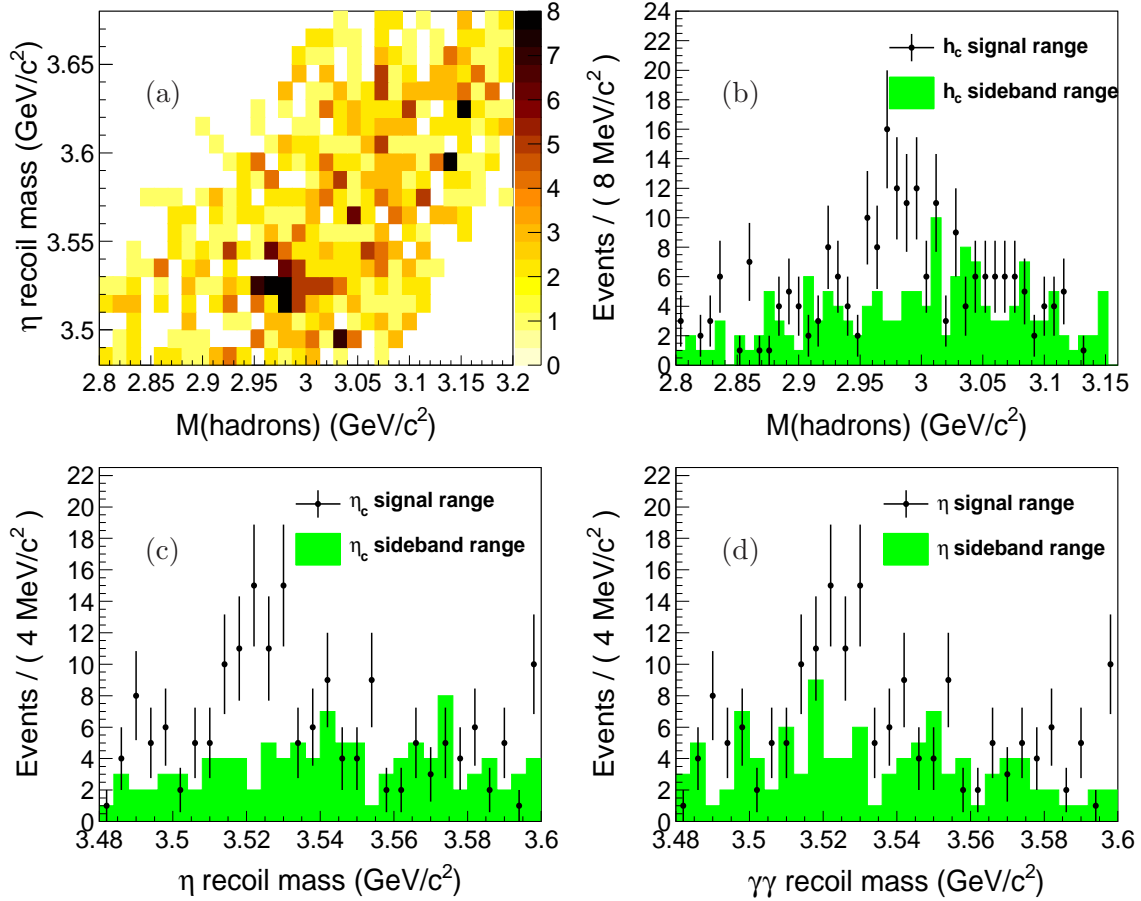 η recoil mass (GeV/c²)
3.65
3.6
3.55
3.5
(a)
2.8 2.85 2.9 2.95 3 3.05 3.1 3.15 3.2
M(hadrons) (GeV/c²)
8
7
6
5
4
3
2
1
0
Events / ( 8 MeV/c² )
24
22
20
18
16
14
12
10
8
6
4
2
0
(b)
h_c signal range
h_c sideband range
2.8 2.85 2.9 2.95 3 3.05 3.1 3.15
M(hadrons) (GeV/c²)
Events / ( 4 MeV/c² )
22
20
18
16
14
12
10
8
6
4
2
0
(c)
η_c signal range
η_c sideband range
3.48 3.5 3.52 3.54 3.56 3.58 3.6
η recoil mass (GeV/c²)
Events / ( 4 MeV/c² )
22
20
18
16
14
12
10
8
6
4
2
0
(d)
η signal range
η sideband range
3.48 3.5 3.52 3.54 3.56 3.58 3.6
γγ recoil mass (GeV/c²)